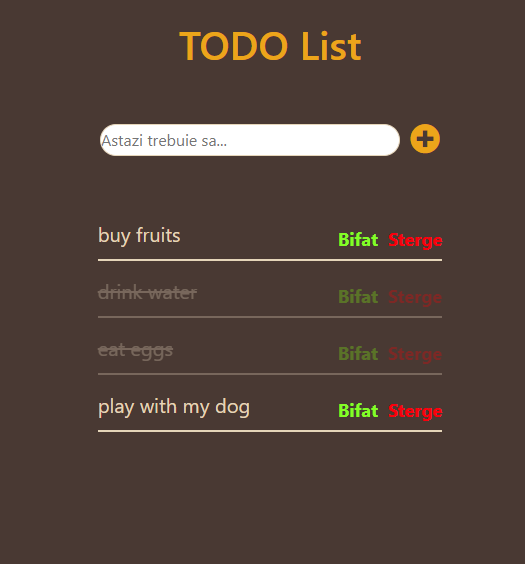 TODO List
Astazi trebuie sa...
buy fruits Bifat Sterge
drink water Bifat Sterge
eat eggs Bifat Sterge
play with my dog Bifat Sterge